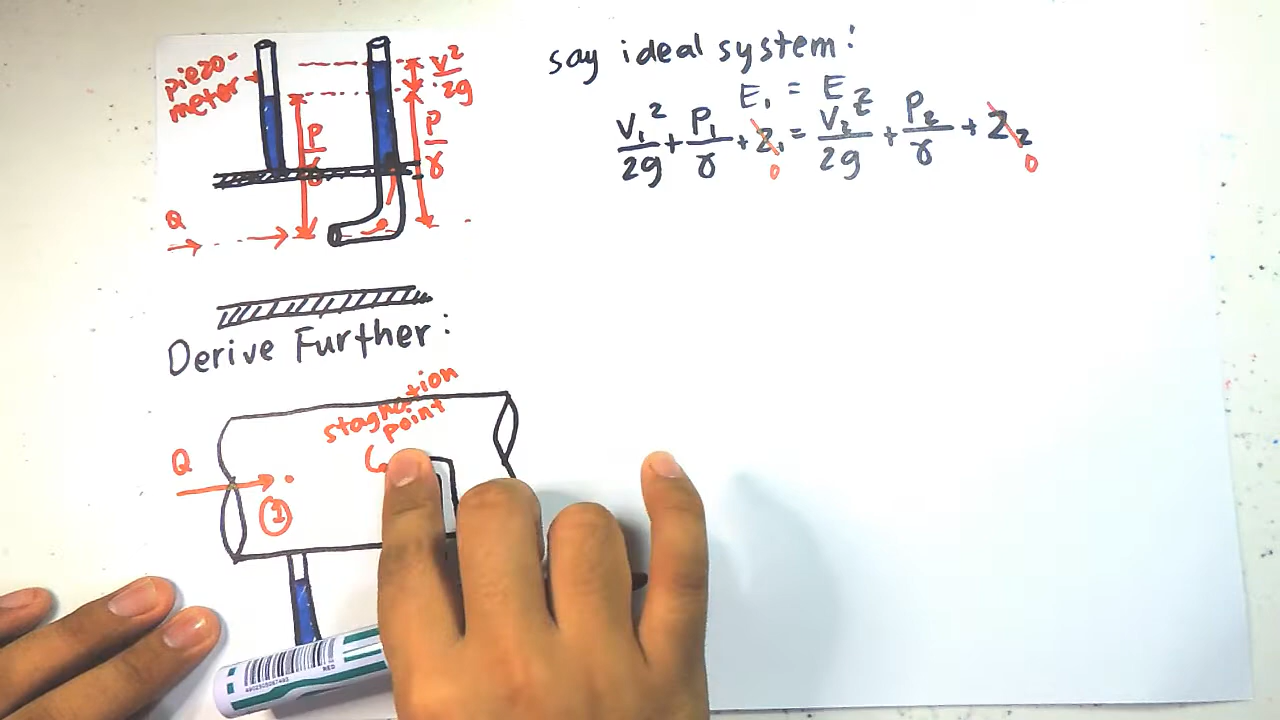 piezo-
meter
V²
2g
P
γ
P
γ
Q
say ideal system:
E₁ = E₂
V₁²/2g + P₁/γ + Z₁ = V₂²/2g + P₂/γ + Z₂
0
0
Derive Further:
stagnation
point
Q
1
RED